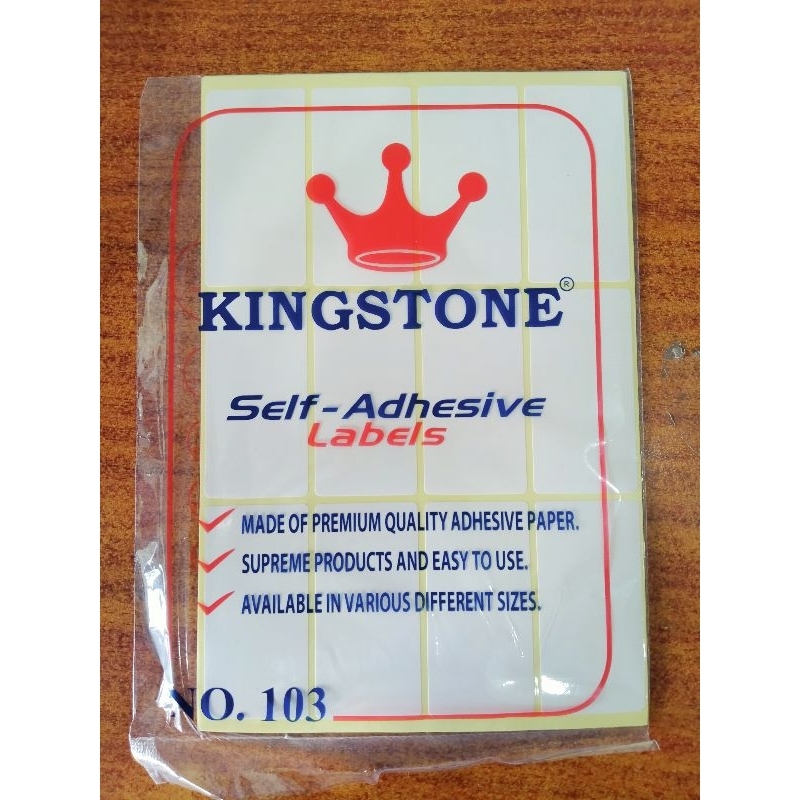 KINGSTONE®
Self-Adhesive
Labels
MADE OF PREMIUM QUALITY ADHESIVE PAPER.
SUPREME PRODUCTS AND EASY TO USE.
AVAILABLE IN VARIOUS DIFFERENT SIZES.
NO. 103